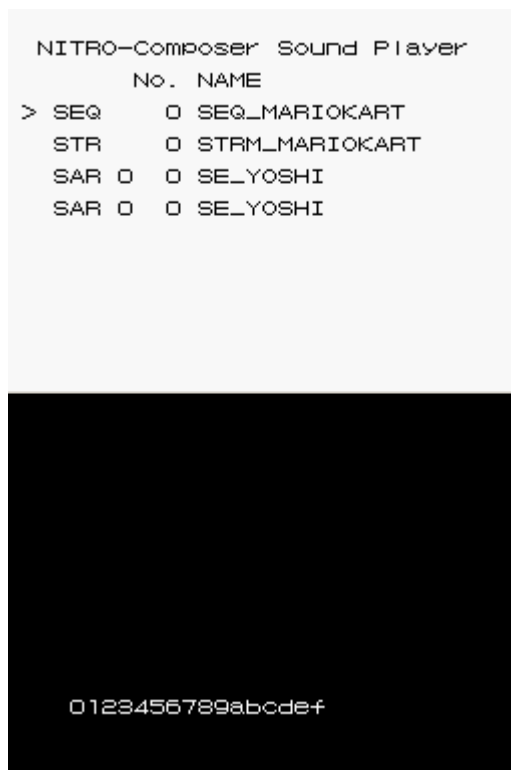 NITRO-Composer Sound Player
No. NAME
> SEQ 0 SEQ_MARIOKART
STR 0 STRM_MARIOKART
SAR 0 0 SE_YOSHI
SAR 0 0 SE_YOSHI
0123456789abcdef